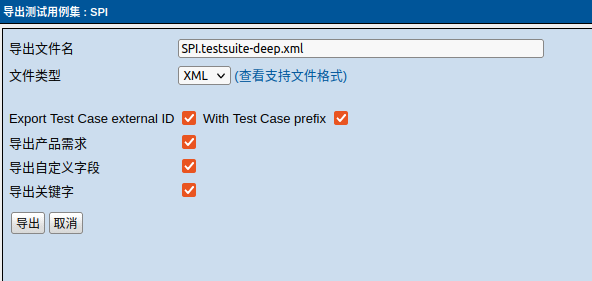 导出测试用例集 : SPI
导出文件名 SPI.testsuite-deep.xml
文件类型 XML (查看支持文件格式)
Export Test Case external ID With Test Case prefix
导出产品需求
导出自定义字段
导出关键字
导出 取消